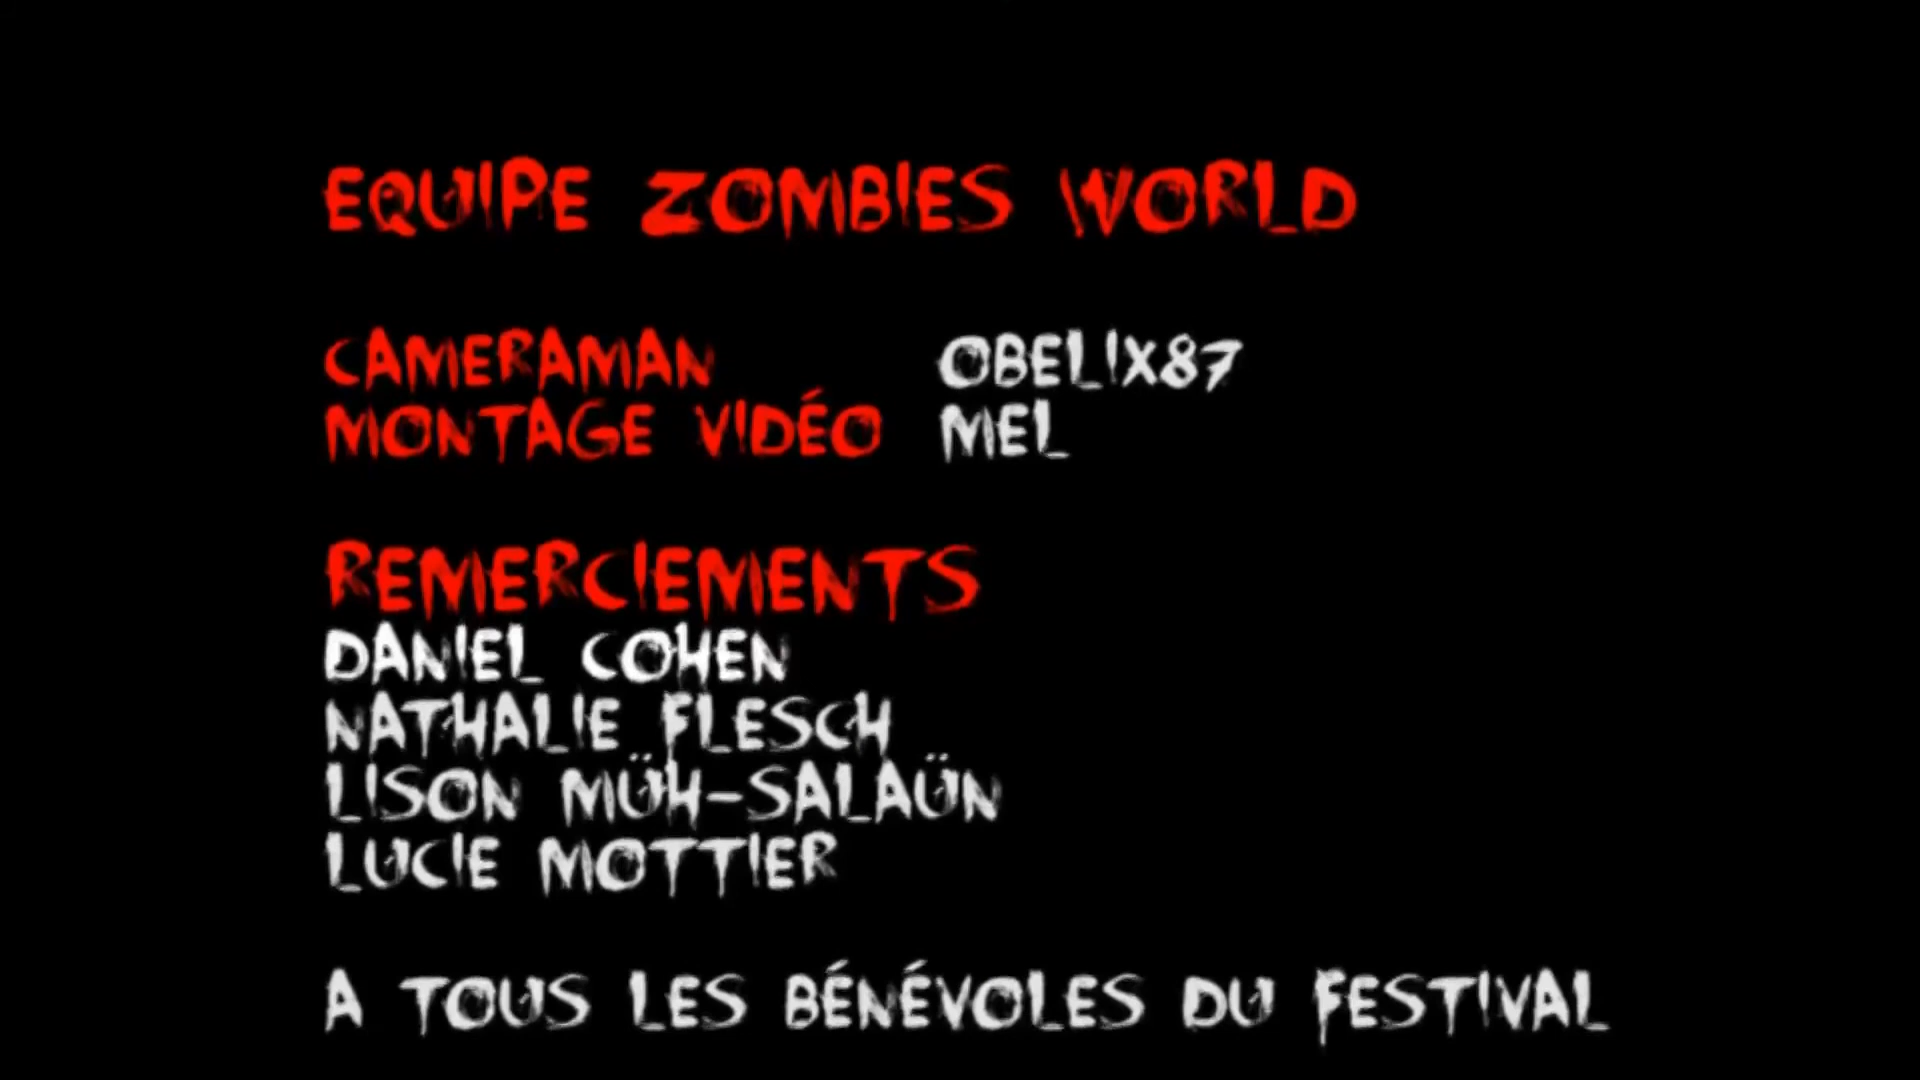 EQUIPE ZOMBIES WORLD
CAMERAMAN OBELIX87
MONTAGE VIDÉO MEL
REMERCIEMENTS
DANIEL COHEN
NATHALIE FLESCH
LISON MÜH-SALAÜN
LUCIE MOTTIER
A TOUS LES BÉNÉVOLES DU FESTIVAL